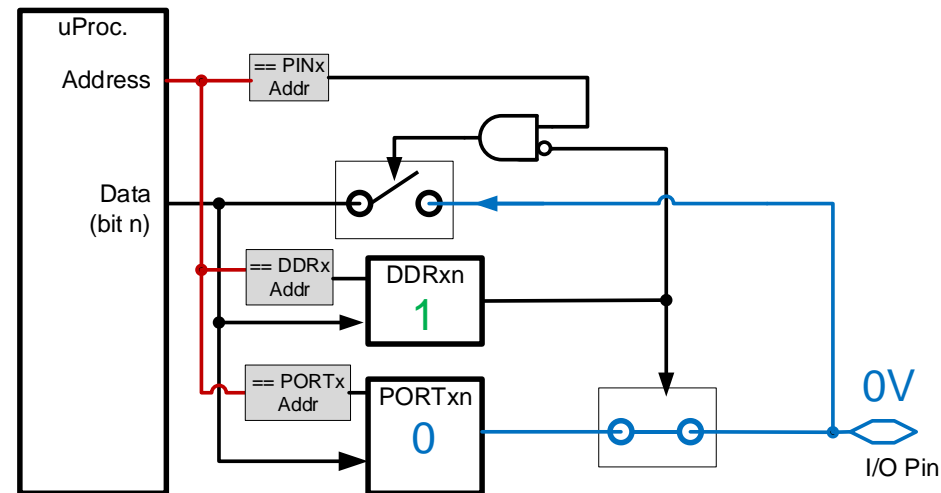 uProc.
Address
== PINx
Addr
Data
(bit n)
== DDRx
Addr
DDRxn
1
== PORTx
Addr
PORTxn
0
0V
I/O Pin